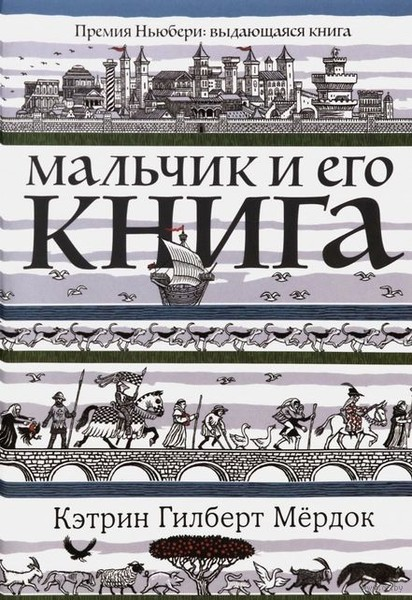 Премия Ньюбери: выдающаяся книга
мальчик и его
книга
Кэтрин Гилберт Мёрдок